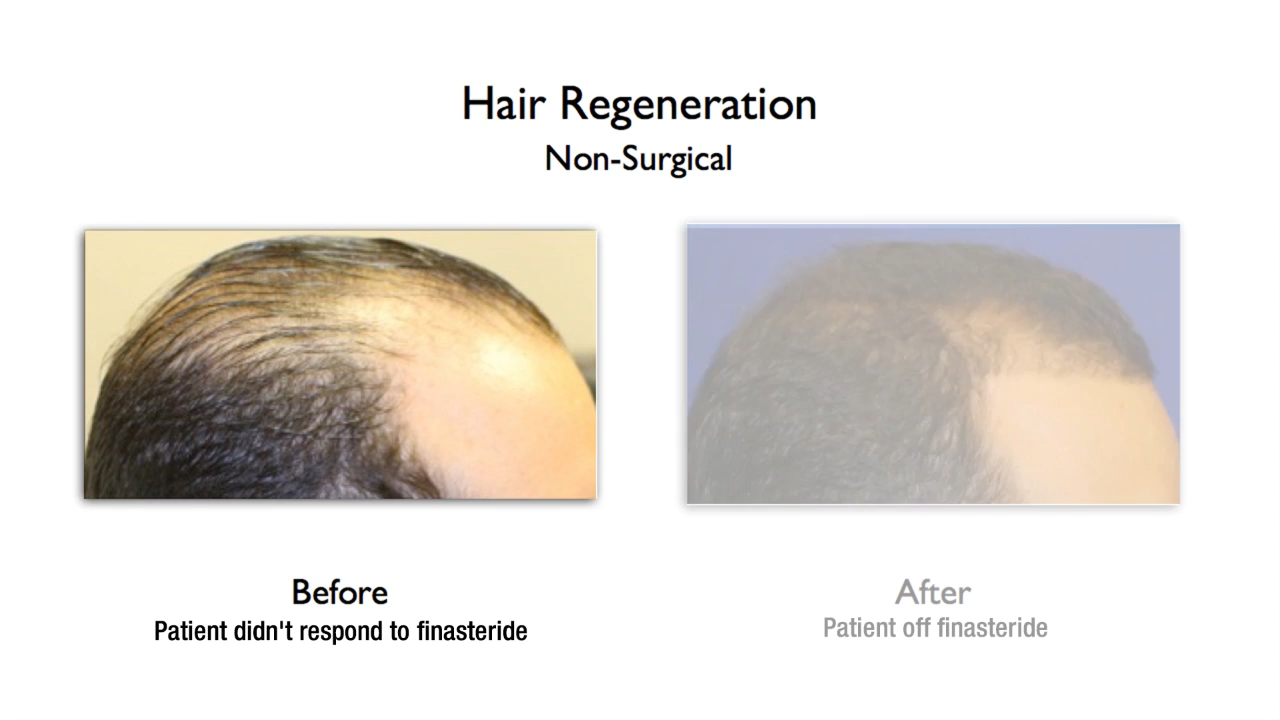 Hair Regeneration
Non-Surgical
Before
Patient didn't respond to finasteride
After
Patient off finasteride